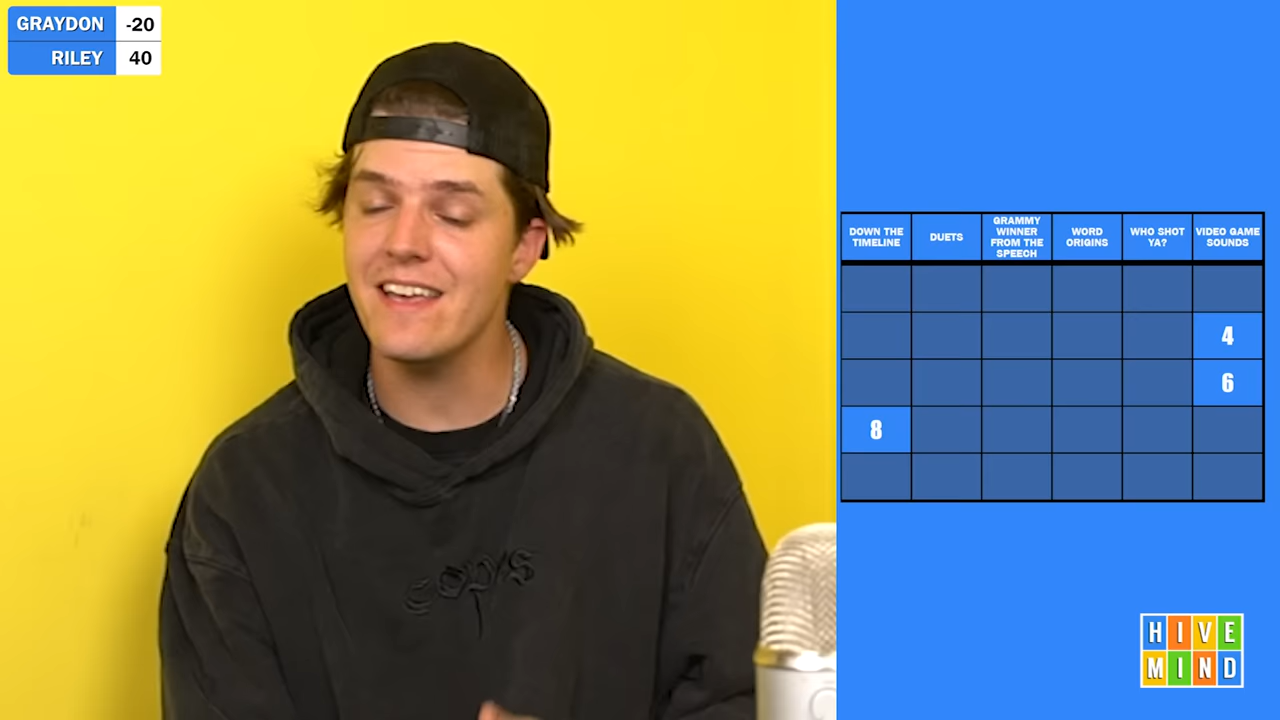 GRAYDON -20
RILEY 40
DOWN THE
TIMELINE
DUETS
GRAMMY
WINNER
FROM THE
SPEECH
WORD
ORIGINS
WHO SHOT
YA?
VIDEO GAME
SOUNDS
4
6
8
HIVE
MIND